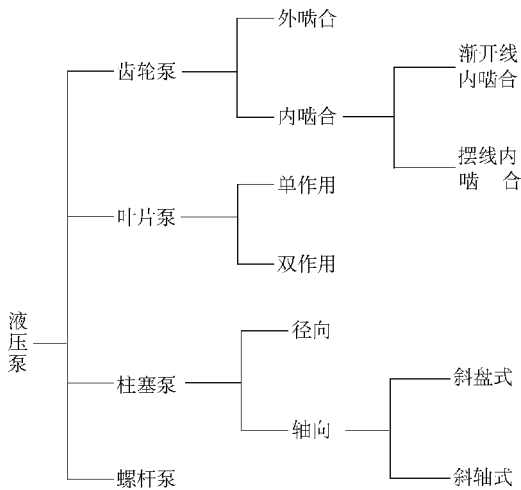 外啮合
齿轮泵
渐开线
内啮合
内啮合
摆线内
啮 合
单作用
叶片泵
双作用
液
压
泵
径向
柱塞泵
斜盘式
轴向
螺杆泵
斜轴式